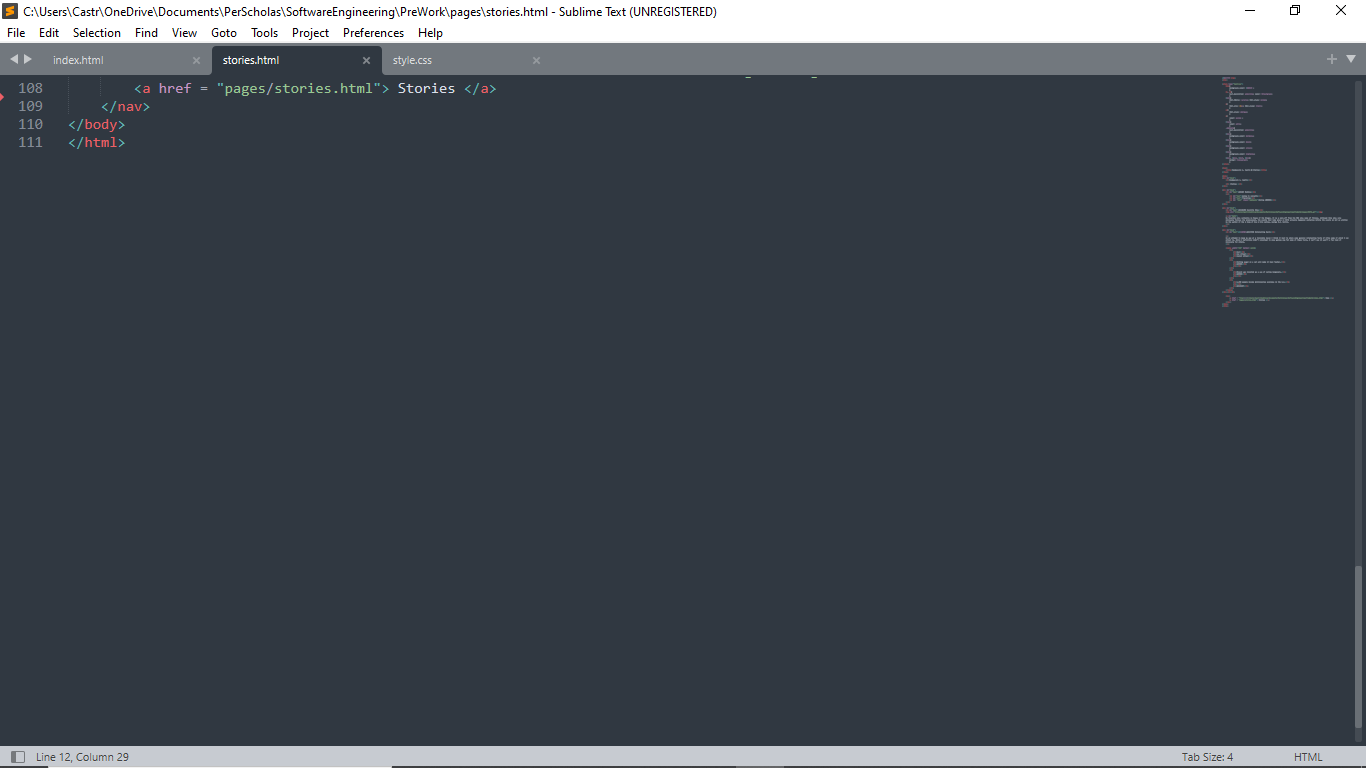 C:\Users\Castr\OneDrive\Documents\PerScholas\SoftwareEngineering\PreWork\pages\stories.html - Sublime Text (UNREGISTERED)
File Edit Selection Find View Goto Tools Project Preferences Help
index.html stories.html style.css
108 <a href = "pages/stories.html"> Stories </a>
109 </nav>
110 </body>
111 </html>
Line 12, Column 29 Tab Size: 4 HTML